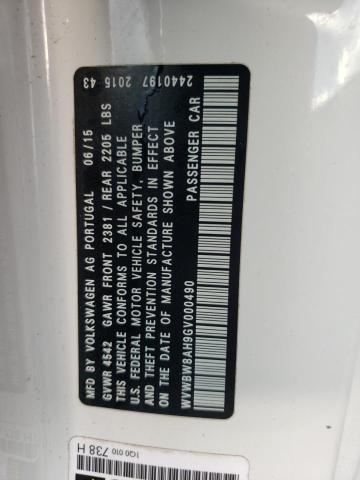 2440197 2015 43
MFD BY VOLKSWAGEN AG PORTUGAL 06/15
GVWR 4542 GAWR FRONT 2381 / REAR 2205 LBS
THIS VEHICLE CONFORMS TO ALL APPLICABLE
U.S. FEDERAL MOTOR VEHICLE SAFETY, BUMPER
AND THEFT PREVENTION STANDARDS IN EFFECT
ON THE DATE OF MANUFACTURE SHOWN ABOVE
WVWBW8AH9GV000490 PASSENGER CAR
1Q0 010 738 H